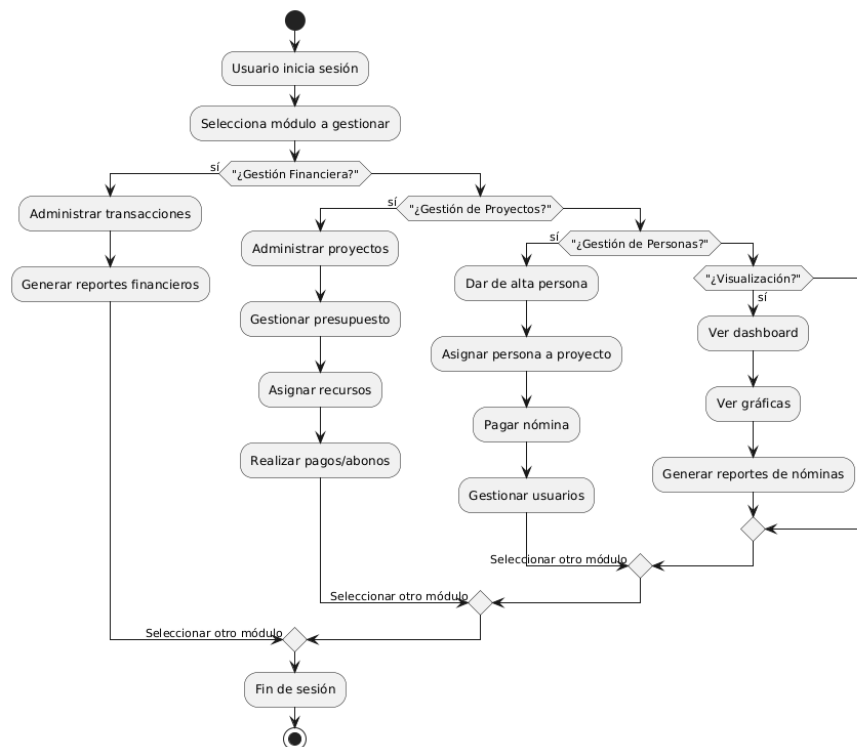 Usuario inicia sesión
Selecciona módulo a gestionar
sí
"¿Gestión Financiera?"
Administrar transacciones
Generar reportes financieros
sí
"¿Gestión de Proyectos?"
Administrar proyectos
Gestionar presupuesto
Asignar recursos
Realizar pagos/abonos
sí
"¿Gestión de Personas?"
Dar de alta persona
Asignar persona a proyecto
Pagar nómina
Gestionar usuarios
"¿Visualización?"
sí
Ver dashboard
Ver gráficas
Generar reportes de nóminas
Seleccionar otro módulo
Seleccionar otro módulo
Seleccionar otro módulo
Fin de sesión